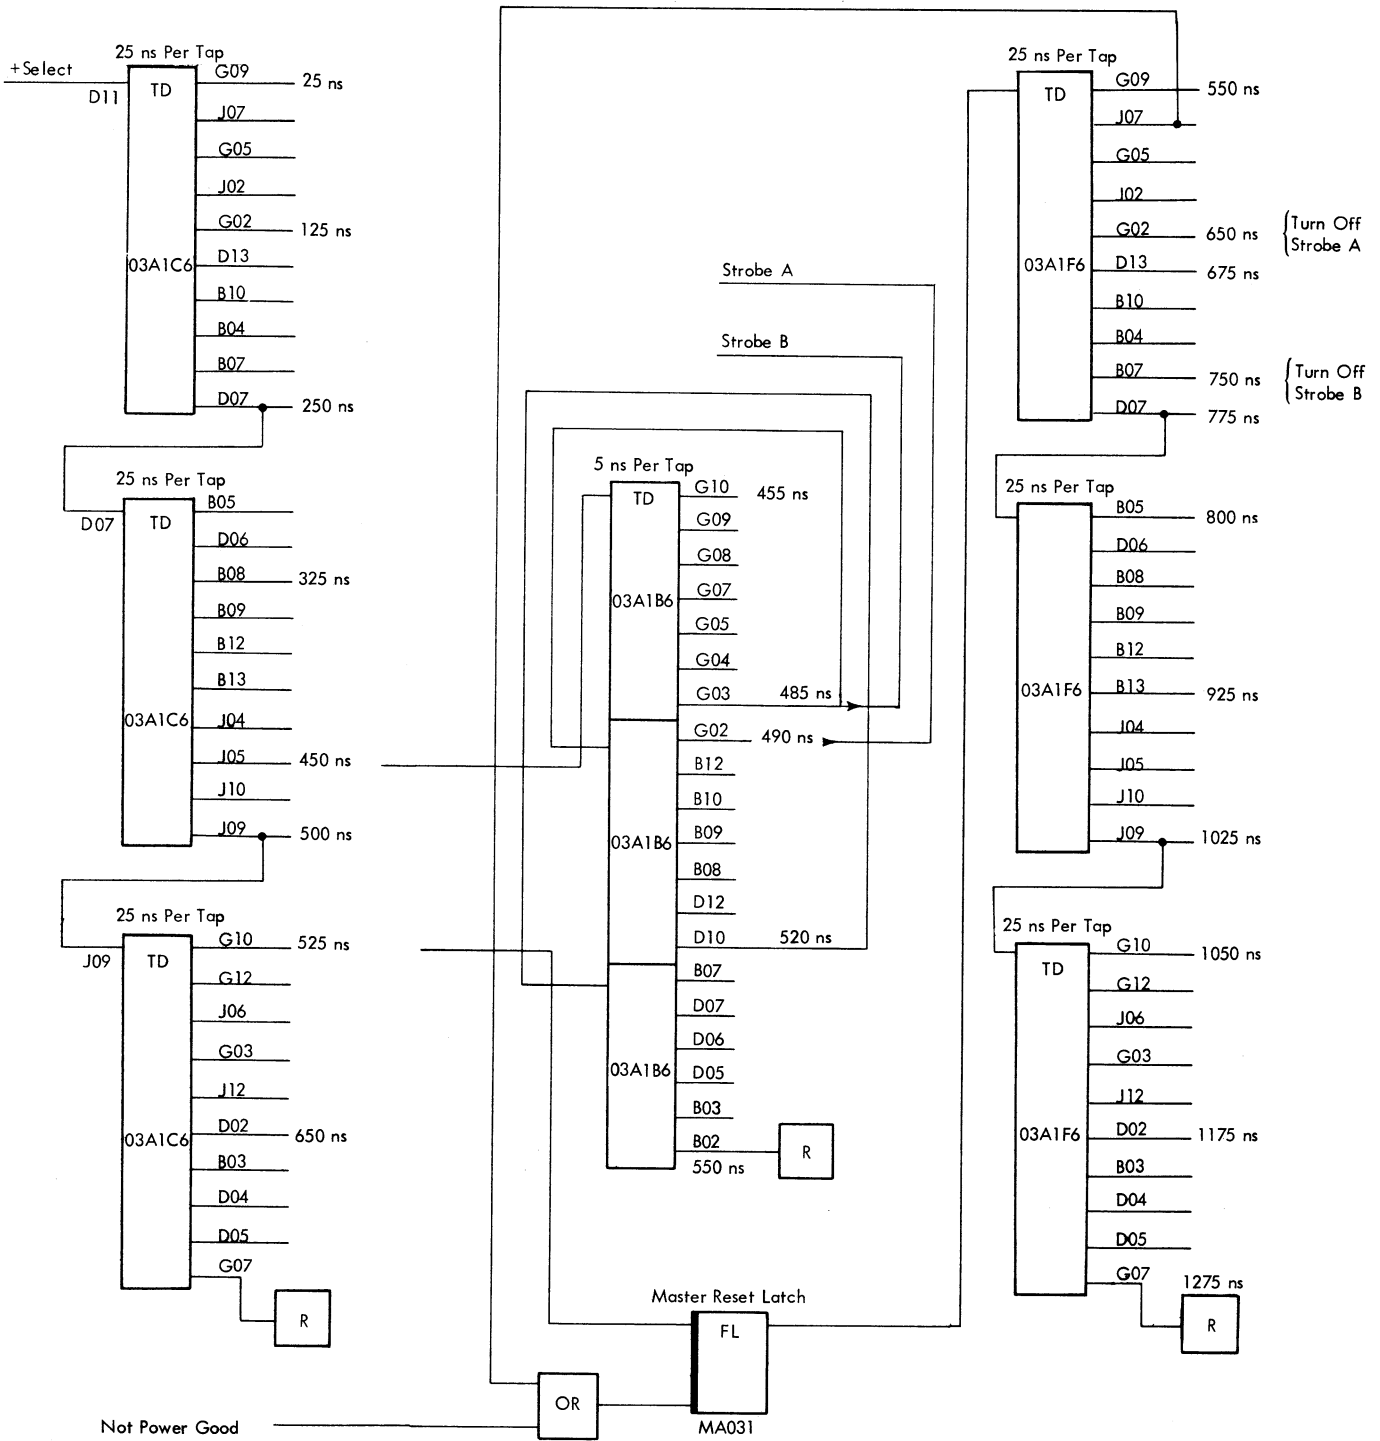 25 ns Per Tap
+Select
D11
TD
G09
25 ns
J07
G05
J02
G02
125 ns
03A1C6
D13
B10
B04
B07
D07
250 ns
25 ns Per Tap
D07
TD
B05
D06
B08
325 ns
B09
B12
B13
03A1C6
J04
J05
450 ns
J10
J09
500 ns
25 ns Per Tap
J09
TD
G10
525 ns
G12
J06
G03
J12
03A1C6
D02
650 ns
B03
D04
D05
G07
R
Strobe A
Strobe B
5 ns Per Tap
TD
G10
455 ns
G09
G08
G07
03A1B6
G05
G04
G03
485 ns
G02
490 ns
B12
B10
03A1B6
B09
B08
D12
D10
520 ns
B07
D07
D06
03A1B6
D05
B03
B02
550 ns
R
Master Reset Latch
FL
MA031
OR
Not Power Good
25 ns Per Tap
TD
G09
550 ns
J07
G05
J02
G02
650 ns
Turn Off
Strobe A
03A1F6
D13
675 ns
B10
B04
B07
750 ns
Turn Off
Strobe B
D07
775 ns
25 ns Per Tap
B05
800 ns
D06
B08
B09
B12
03A1F6
B13
925 ns
J04
J05
J10
J09
1025 ns
25 ns Per Tap
TD
G10
1050 ns
G12
J06
G03
J12
03A1F6
D02
1175 ns
B03
D04
D05
G07
1275 ns
R